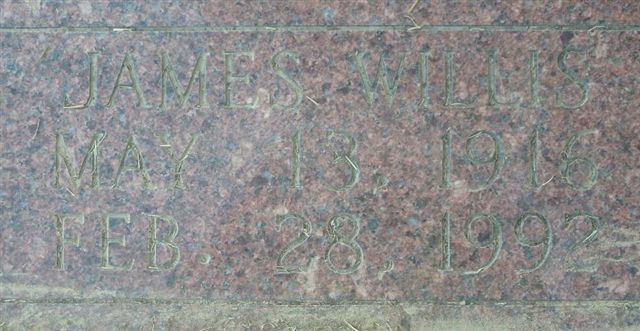 JAMES WILLIS
MAY 13, 1916
FEB. 28, 1992